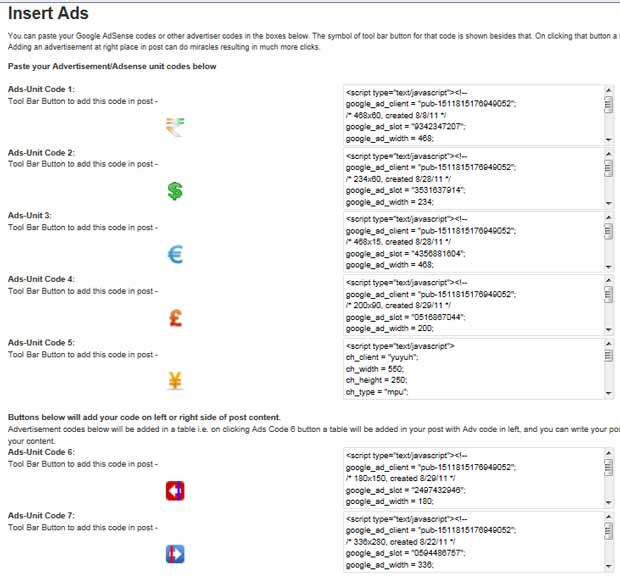 Insert Ads
You can paste your Google AdSense codes or other advertiser codes in the boxes below. The symbol of tool bar button for that code is shown besides that. On clicking that button a
Adding an advertisement at right place in post can do miracles resulting in much more clicks.
Paste your Advertisement/Adsense unit codes below
Ads-Unit Code 1:
Tool Bar Button to add this code in post -
<script type="text/javascript"><!--
google_ad_client = "pub-1511815176949052";
/* 468x60, created 8/8/11 */
google_ad_slot = "9342347207";
google_ad_width = 468;
Ads-Unit Code 2:
Tool Bar Button to add this code in post -
$
<script type="text/javascript"><!--
google_ad_client = "pub-1511815176949052";
/* 234x60, created 8/28/11 */
google_ad_slot = "3531637914";
google_ad_width = 234;
Ads-Unit 3:
Tool Bar Button to add this code in post -
€
<script type="text/javascript"><!--
google_ad_client = "pub-1511815176949052";
/* 468x15, created 8/28/11 */
google_ad_slot = "4356881604";
google_ad_width = 468;
Ads-Unit Code 4:
Tool Bar Button to add this code in post -
£
<script type="text/javascript"><!--
google_ad_client = "pub-1511815176949052";
/* 200x90, created 8/29/11 */
google_ad_slot = "0516867044";
google_ad_width = 200;
Ads-Unit Code 5:
Tool Bar Button to add this code in post -
¥
<script type="text/javascript">
ch_client = "yuyuh";
ch_width = 550;
ch_height = 250;
ch_type = "mpu";
Buttons below will add your code on left or right side of post content.
Advertisement codes below will be added in a table i.e. on clicking Ads Code 6 button a table will be added in your post with Adv code in left, and you can write your pos
your content.
Ads-Unit Code 6:
Tool Bar Button to add this code in post -
<script type="text/javascript"><!--
google_ad_client = "pub-1511815176949052";
/* 180x150, created 8/29/11 */
google_ad_slot = "2497432946";
google_ad_width = 180;
Ads-Unit Code 7:
Tool Bar Button to add this code in post -
<script type="text/javascript"><!--
google_ad_client = "pub-1511815176949052";
/* 336x280, created 8/22/11 */
google_ad_slot = "0594486757";
google_ad_width = 336;